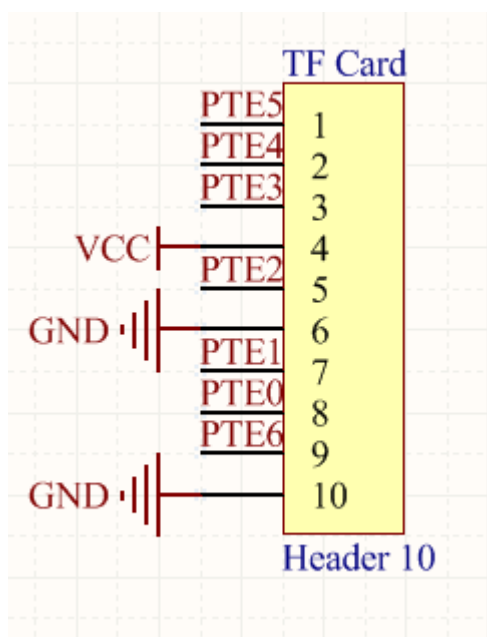 TF Card
PTE5 1
PTE4 2
PTE3 3
VCC 4
PTE2 5
GND 6
PTE1 7
PTE0 8
PTE6 9
GND 10
Header 10